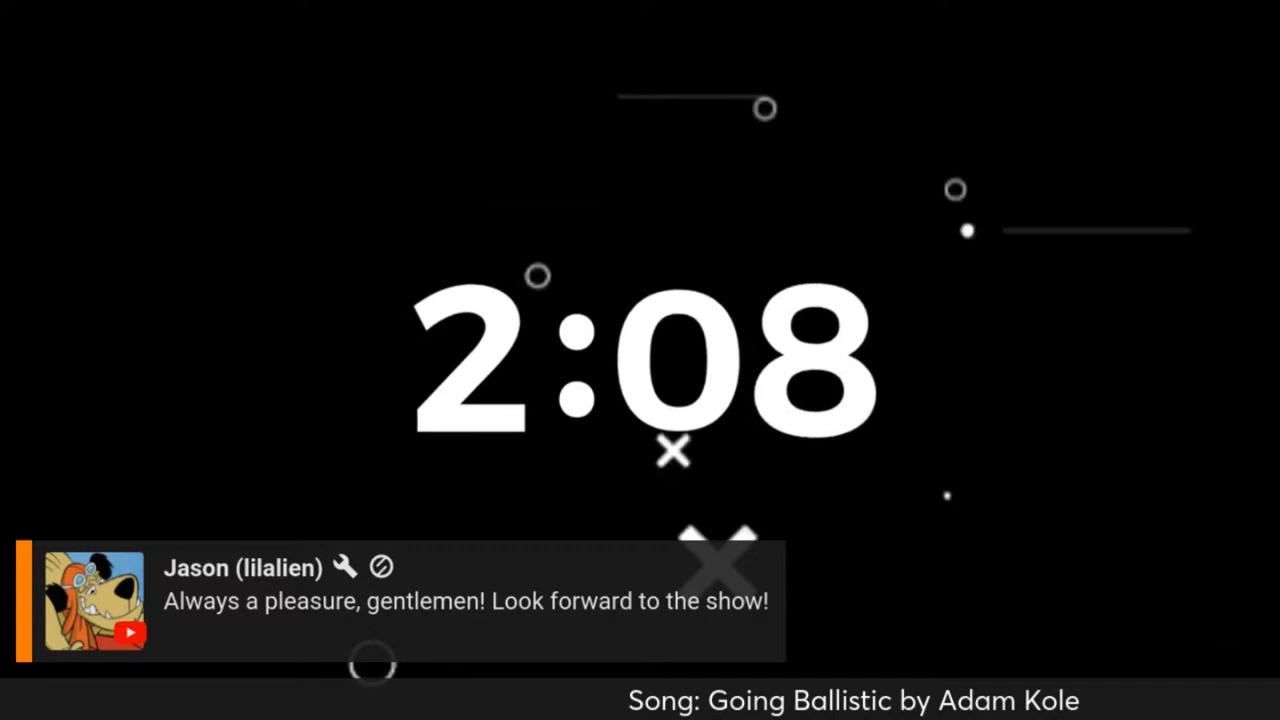 2:08
Jason (lilalien)
Always a pleasure, gentlemen! Look forward to the show!
Song: Going Ballistic by Adam Kole